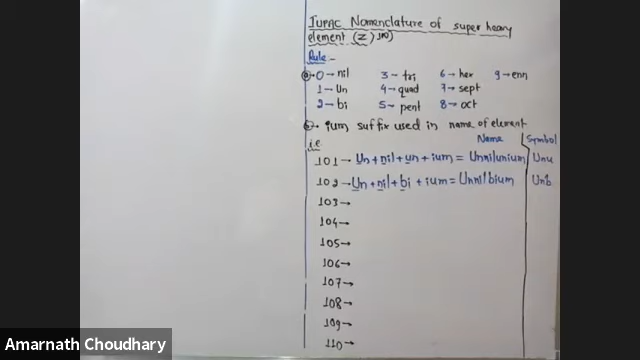 IUPAC Nomenclature of super heavy
element (Z>100)
Rule -
a→ 0→nil 3→tri 6→hex 9→enn
1→Un 4→quad 7→sept
2→bi 5→pent 8→oct
b→ ium suffix used in name of element
Name Symbol
i.e
101→ Un+nil+un+ium = Unnilunium Unu
102→ Un+nil+bi+ium = Unnilbium Unb
103→
104→
105→
106→
107→
108→
109→
110→
Amarnath Choudhary